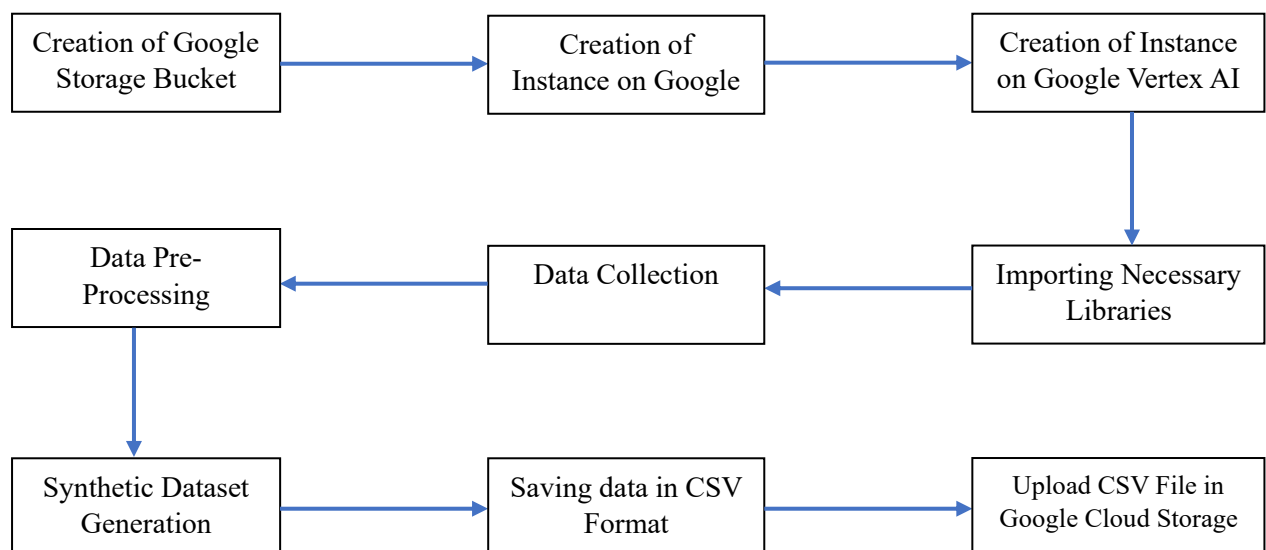 Creation of Google
Storage Bucket
Creation of
Instance on Google
Creation of Instance
on Google Vertex AI
Data Pre-
Processing
Data Collection
Importing Necessary
Libraries
Synthetic Dataset
Generation
Saving data in CSV
Format
Upload CSV File in
Google Cloud Storage